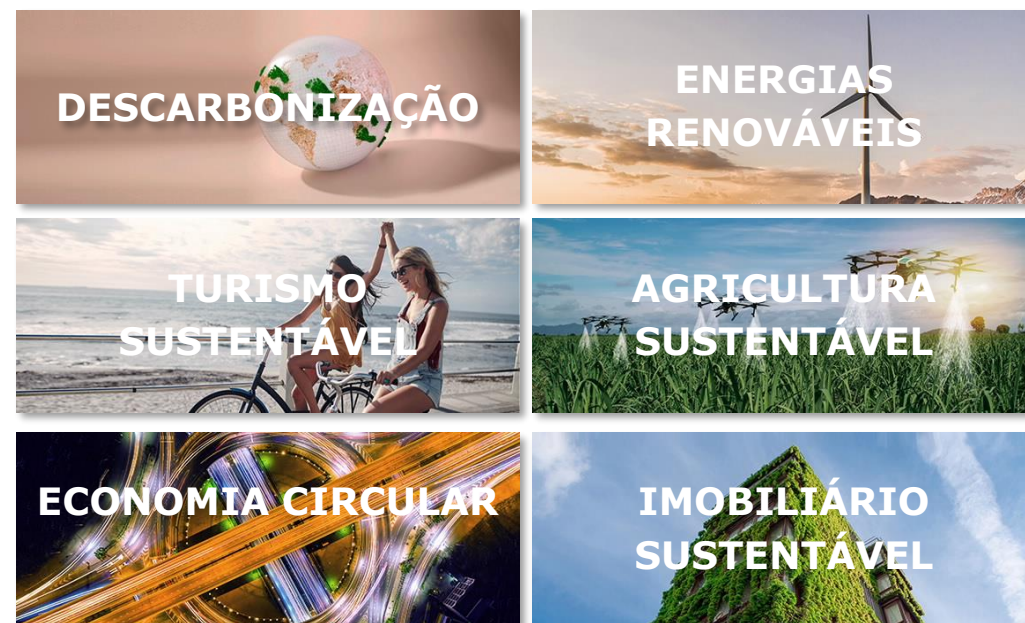 DESCARBONIZAÇÃO
ENERGIAS
RENOVÁVEIS
TURISMO
SUSTENTÁVEL
AGRICULTURA
SUSTENTÁVEL
ECONOMIA CIRCULAR
IMOBILIÁRIO
SUSTENTÁVEL